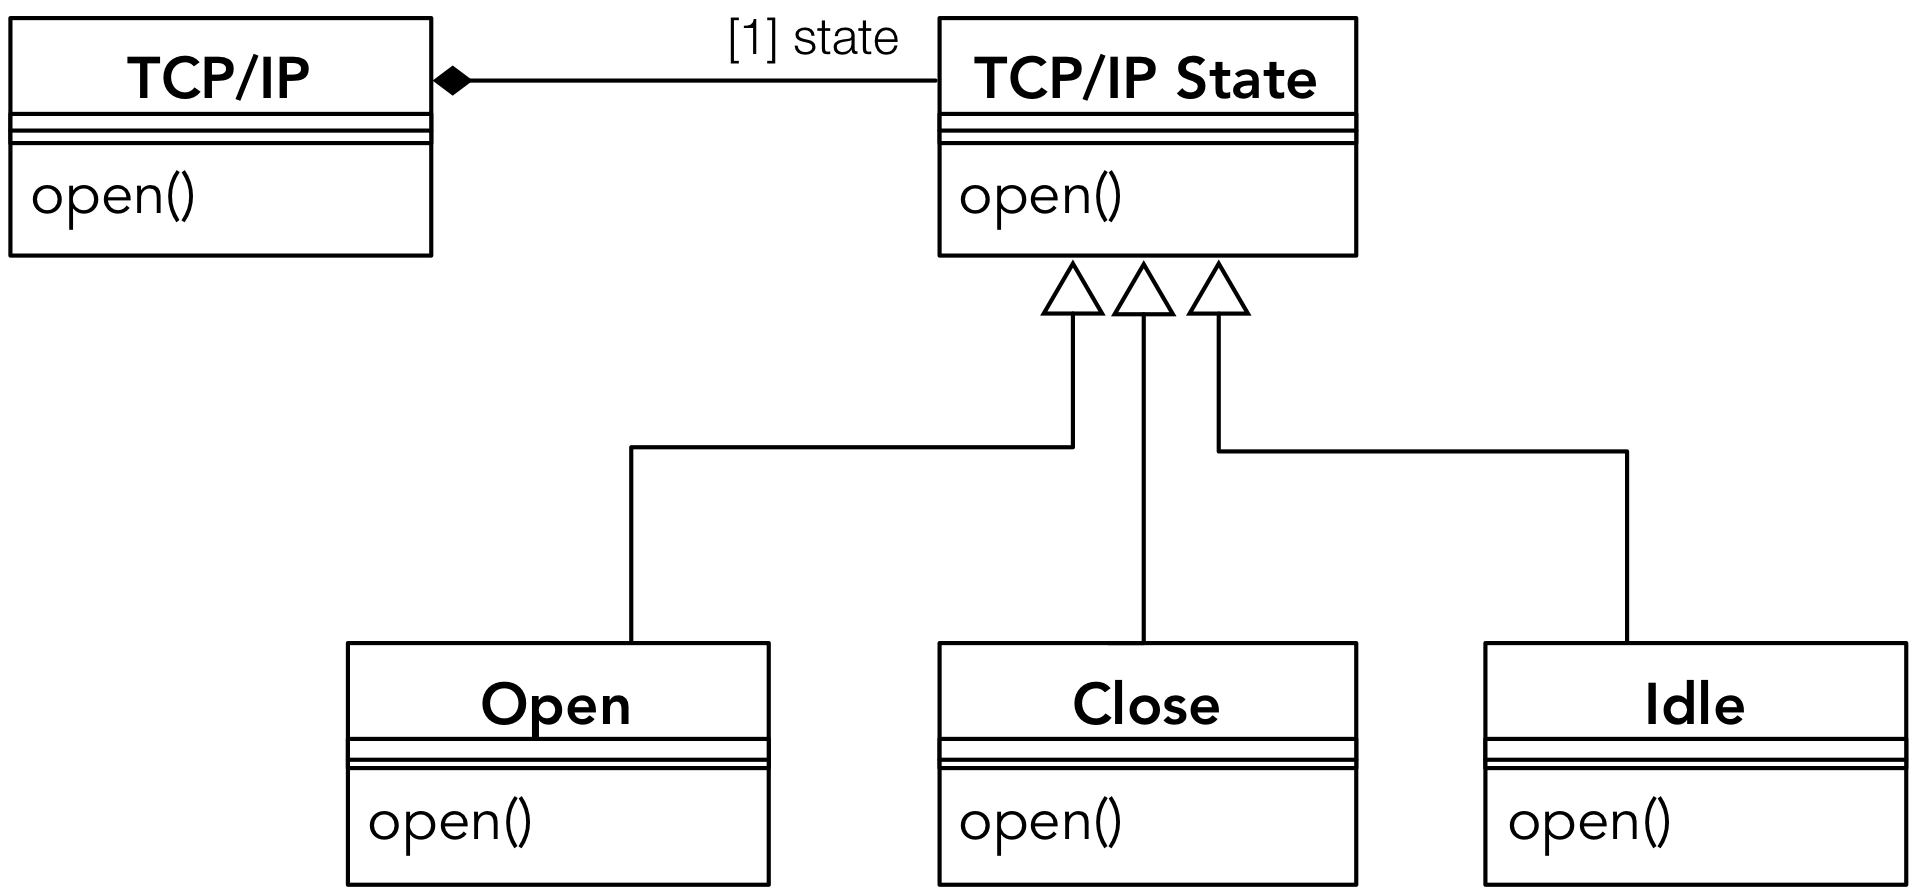 [1] state
TCP/IP
TCP/IP State
open()
open()
Open
Close
Idle
open()
open()
open()